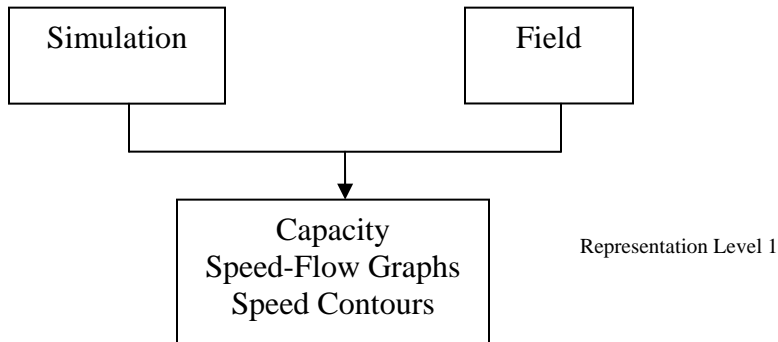 Simulation
Field
Capacity
Speed-Flow Graphs
Speed Contours
Representation Level 1